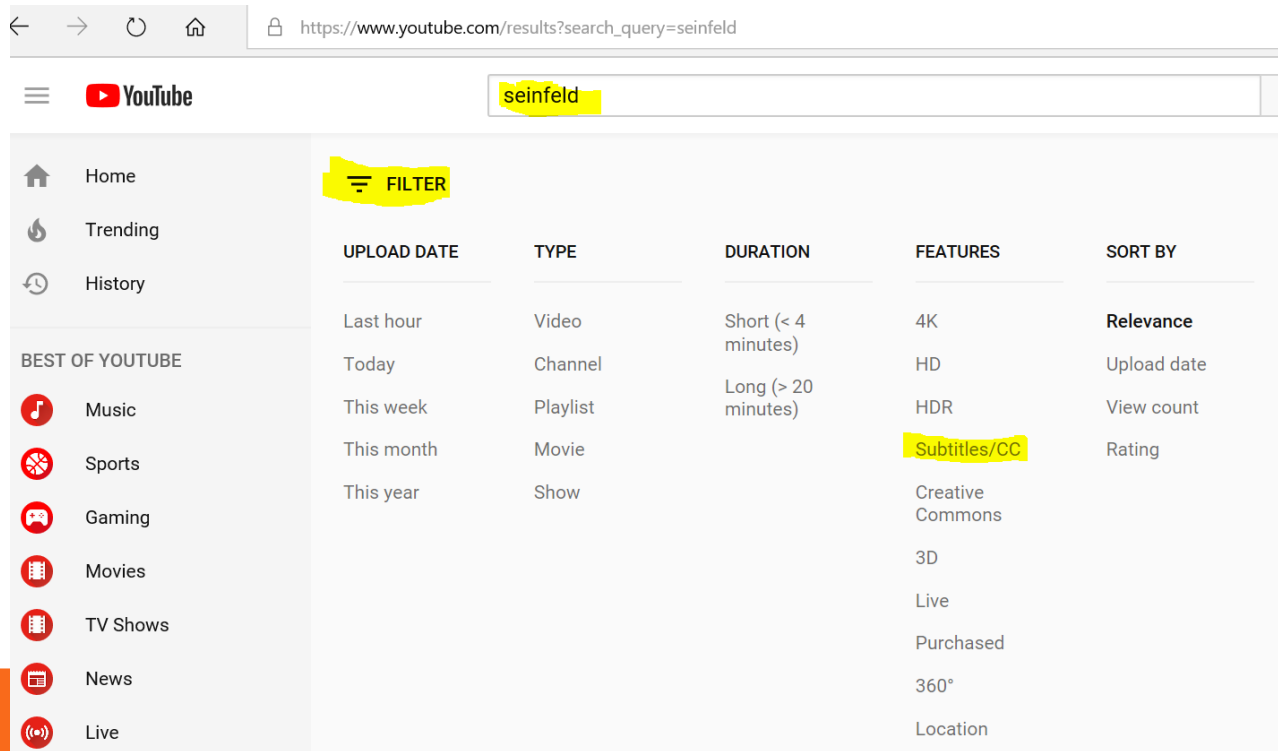 https://www.youtube.com/results?search_query=seinfeld
YouTube
seinfeld
Home
Trending
History
BEST OF YOUTUBE
Music
Sports
Gaming
Movies
TV Shows
News
Live
FILTER
UPLOAD DATE
Last hour
Today
This week
This month
This year
TYPE
Video
Channel
Playlist
Movie
Show
DURATION
Short (< 4
minutes)
Long (> 20
minutes)
FEATURES
4K
HD
HDR
Subtitles/CC
Creative
Commons
3D
Live
Purchased
360°
Location
SORT BY
Relevance
Upload date
View count
Rating